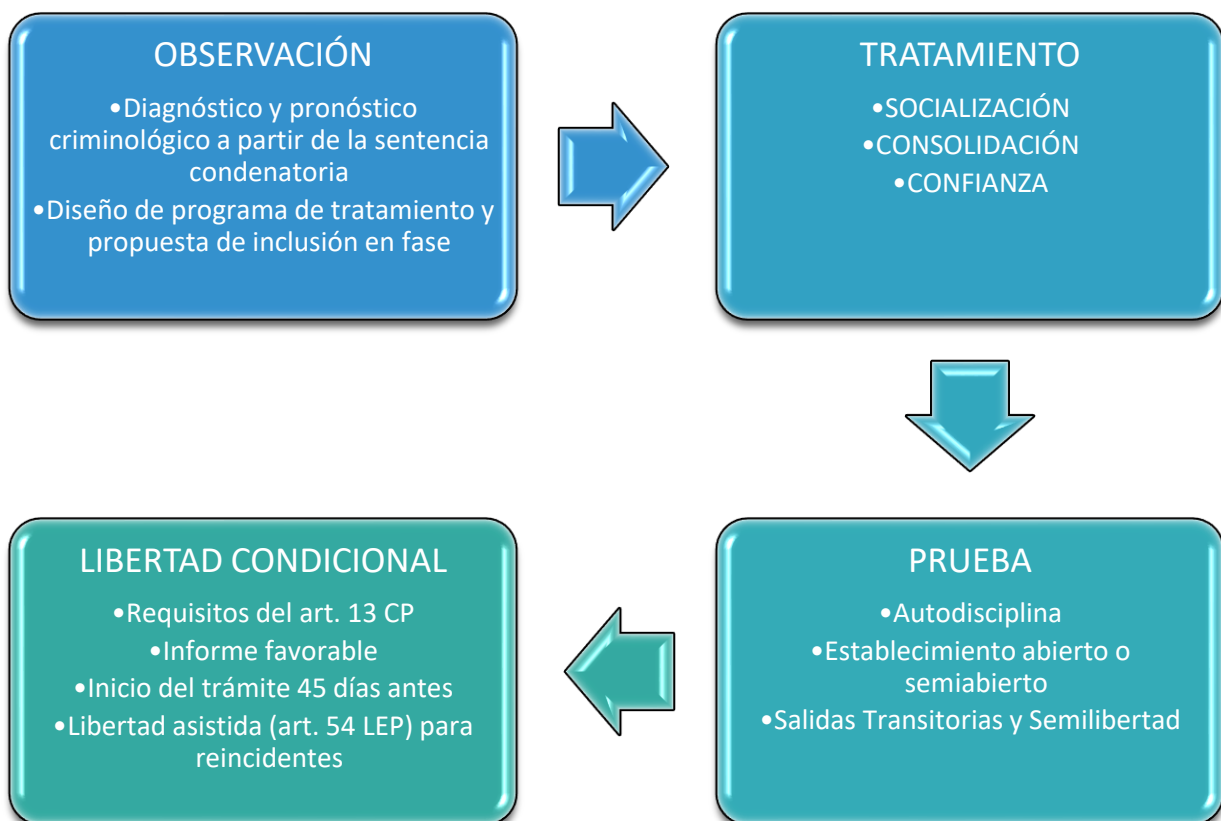 OBSERVACIÓN
•Diagnóstico y pronóstico
criminológico a partir de la sentencia
condenatoria
•Diseño de programa de tratamiento y
propuesta de inclusión en fase
TRATAMIENTO
•SOCIALIZACIÓN
•CONSOLIDACIÓN
•CONFIANZA
PRUEBA
•Autodisciplina
•Establecimiento abierto o
semiabierto
•Salidas Transitorias y Semilibertad
LIBERTAD CONDICIONAL
•Requisitos del art. 13 CP
•Informe favorable
•Inicio del trámite 45 días antes
•Libertad asistida (art. 54 LEP) para
reincidentes